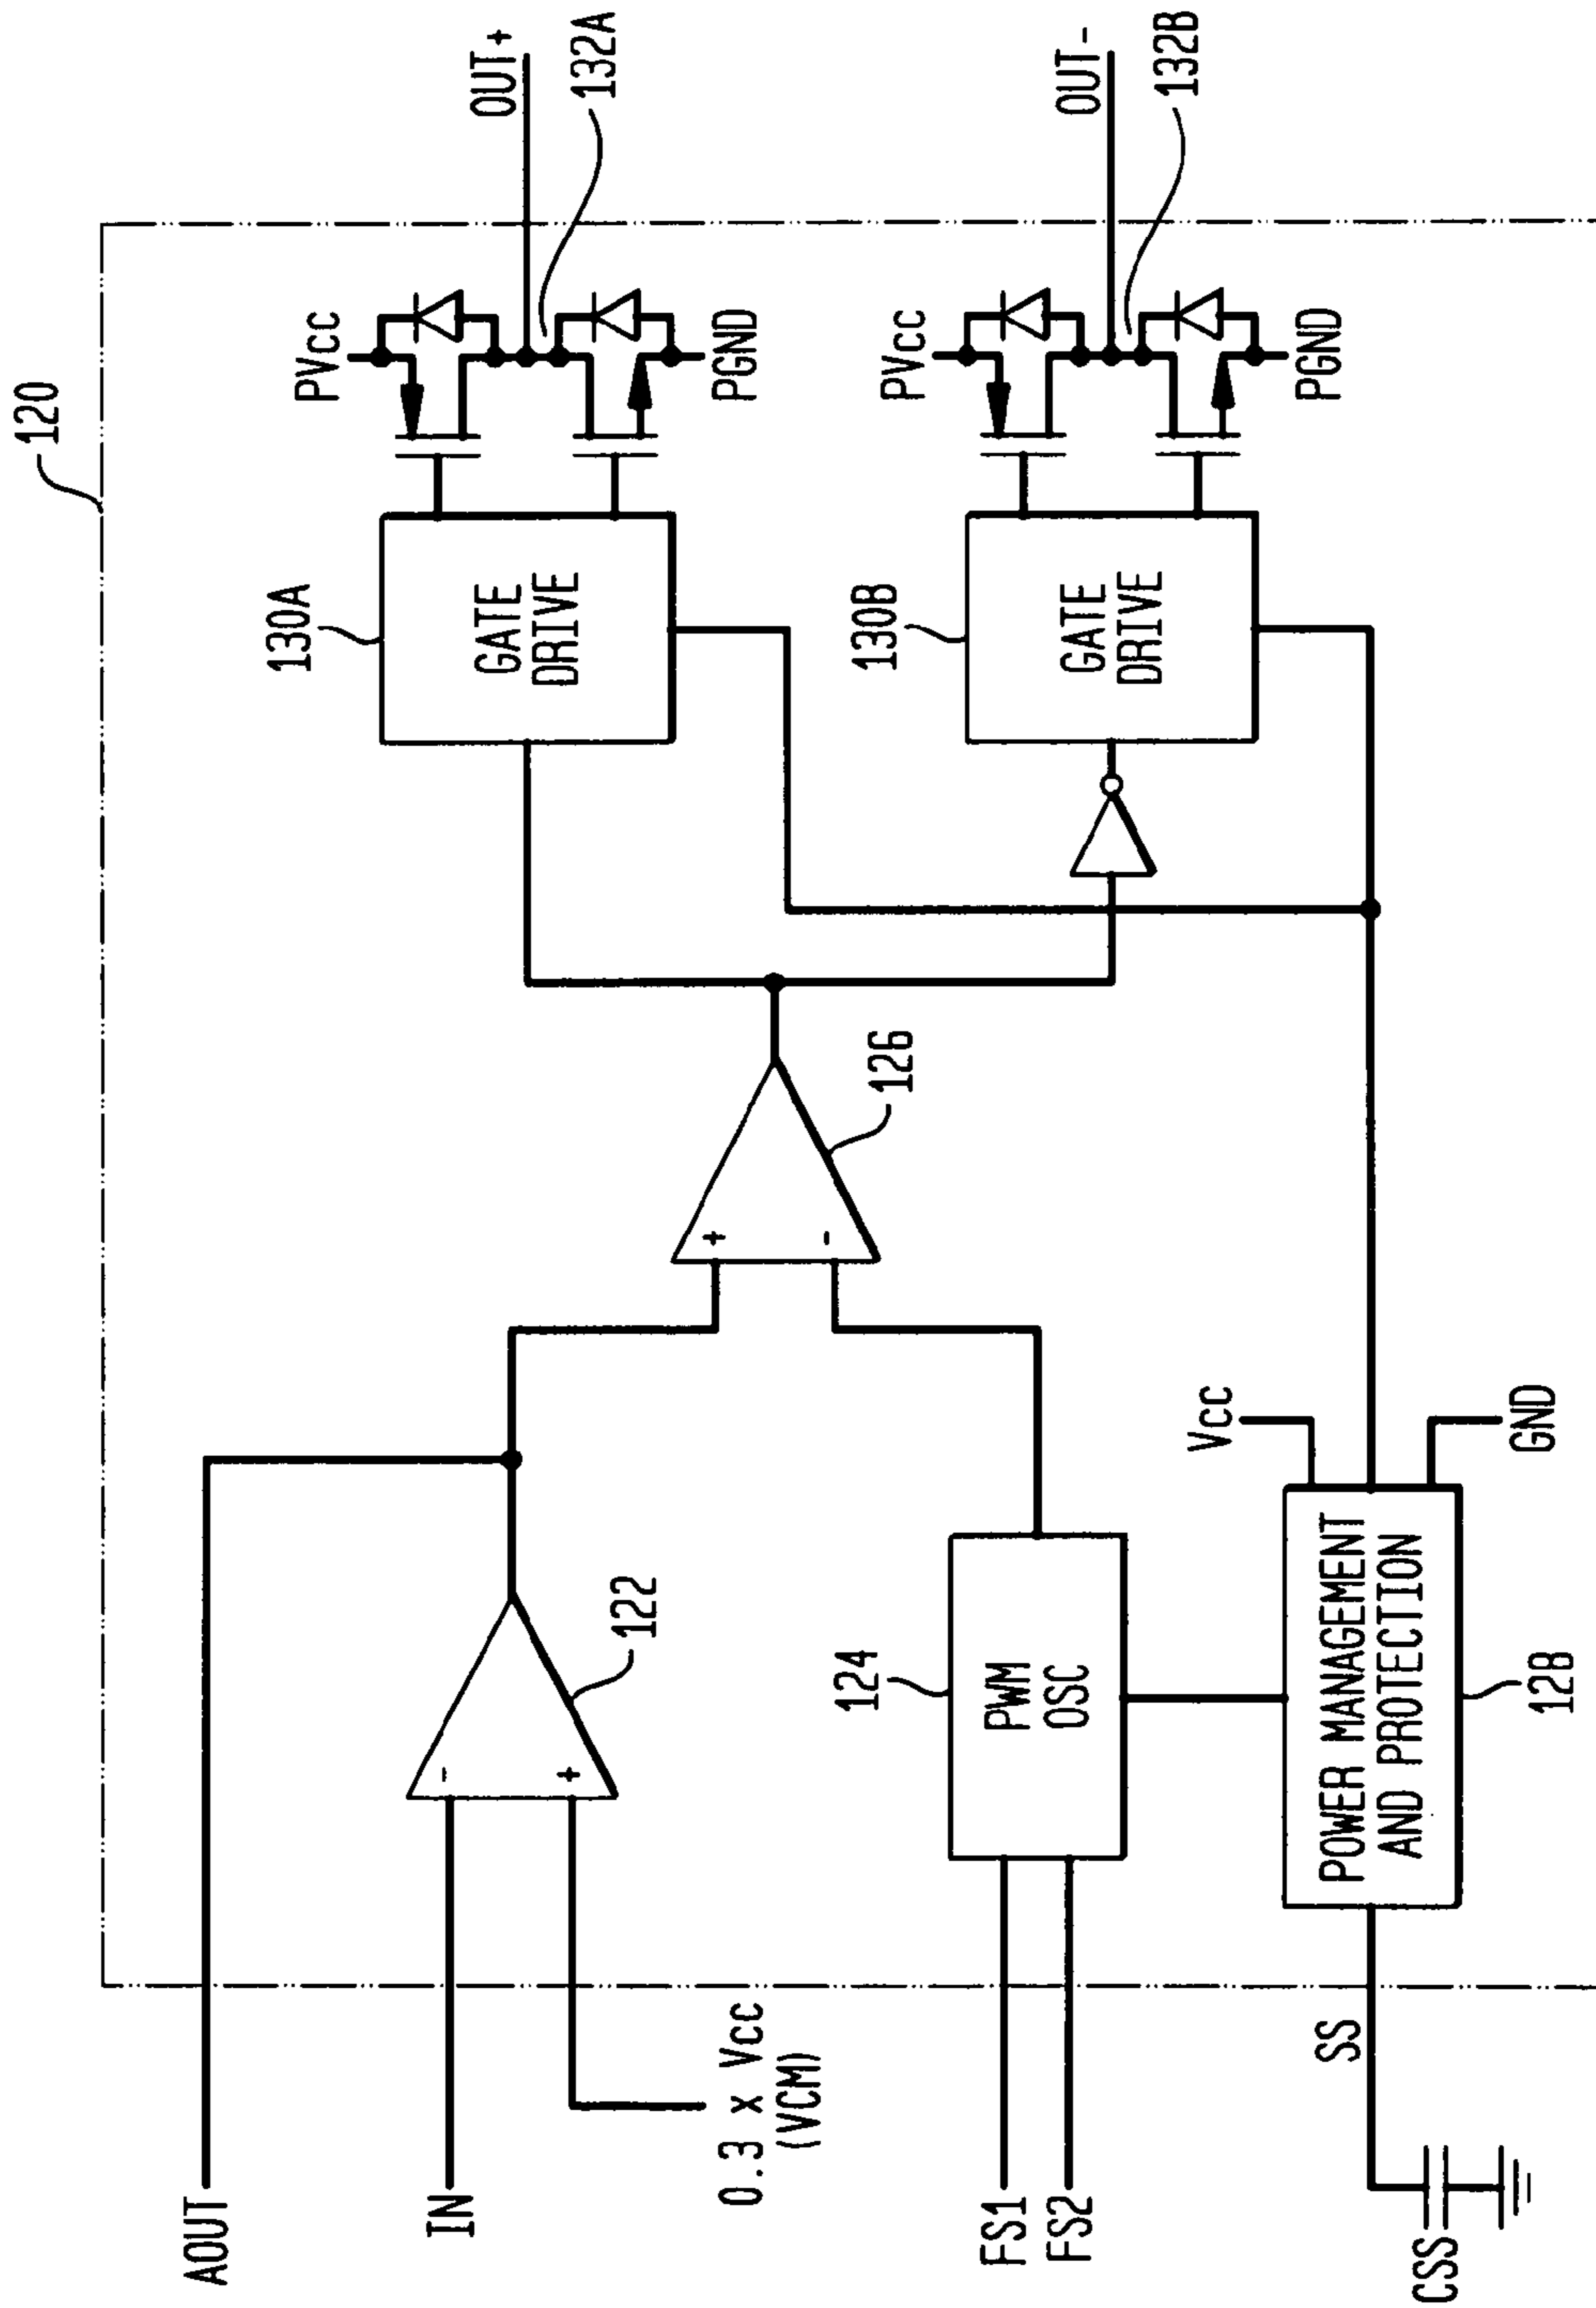 120
AOUT
IN
0.3 x Vcc
(VCM)
-
+
122
FS1
FS2
124
PWM
OSC
SS
CSS
POWER MANAGEMENT
AND PROTECTION
128
Vcc
GND
+
-
126
130A
GATE
DRIVE
PVcc
PGND
OUT+
132A
130B
GATE
DRIVE
PVcc
PGND
OUT-
132B